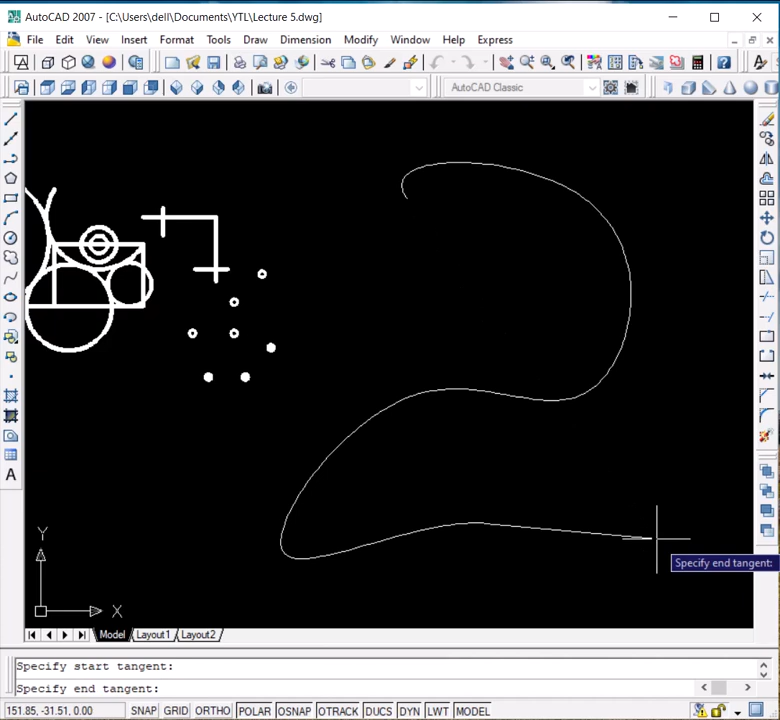 AutoCAD 2007 - [C:\Users\dell\Documents\YTL\Lecture 5.dwg]
File Edit View Insert Format Tools Draw Dimension Modify Window Help Express
AutoCAD Classic
A
Y
X
Specify end tangent:
Model Layout1 Layout2
Specify start tangent:
Specify end tangent:
151.85, -31.51, 0.00 SNAP GRID ORTHO POLAR OSNAP OTRACK DUCS DYN LWT MODEL